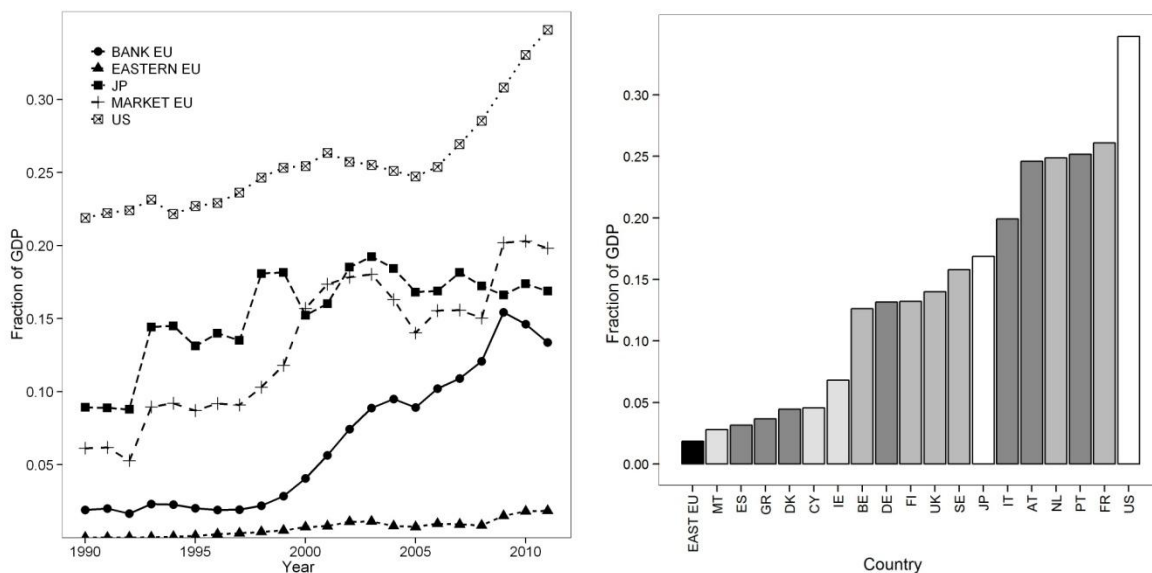 BANK EU
EASTERN EU
JP
MARKET EU
US
Fraction of GDP
0.30
0.25
0.20
0.15
0.10
0.05
1990
1995
2000
2005
2010
Year
Fraction of GDP
0.30
0.25
0.20
0.15
0.10
0.05
0.00
EAST EU
MT
ES
GR
DK
CY
IE
BE
DE
FI
UK
SE
JP
IT
AT
NL
PT
FR
US
Country